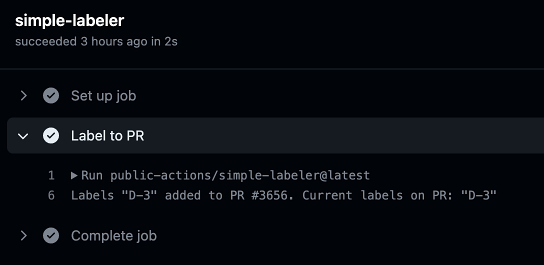 simple-labeler
succeeded 3 hours ago in 2s
Set up job
Label to PR
1 Run public-actions/simple-labeler@latest
6 Labels "D-3" added to PR #3656. Current labels on PR: "D-3"
Complete job